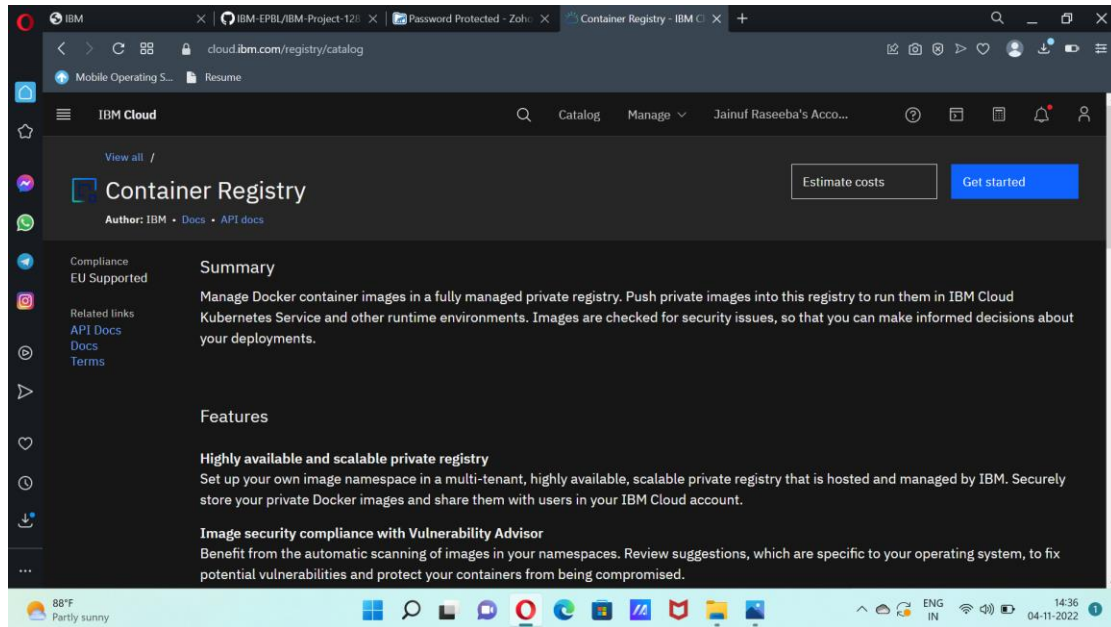 IBM
IBM-EPBL/IBM-Project-128
Password Protected - Zoho
Container Registry - IBM C
cloud.ibm.com/registry/catalog
Mobile Operating S...
Resume
IBM Cloud
Catalog
Manage
Jainuf Raseeba's Acco...
View all /
Container Registry
Author: IBM • Docs • API docs
Estimate costs
Get started
Compliance
EU Supported
Related links
API Docs
Docs
Terms
Summary
Manage Docker container images in a fully managed private registry. Push private images into this registry to run them in IBM Cloud
Kubernetes Service and other runtime environments. Images are checked for security issues, so that you can make informed decisions about
your deployments.
Features
Highly available and scalable private registry
Set up your own image namespace in a multi-tenant, highly available, scalable private registry that is hosted and managed by IBM. Securely
store your private Docker images and share them with users in your IBM Cloud account.
Image security compliance with Vulnerability Advisor
Benefit from the automatic scanning of images in your namespaces. Review suggestions, which are specific to your operating system, to fix
potential vulnerabilities and protect your containers from being compromised.
88°F
Partly sunny
ENG
IN
14:36
04-11-2022
1